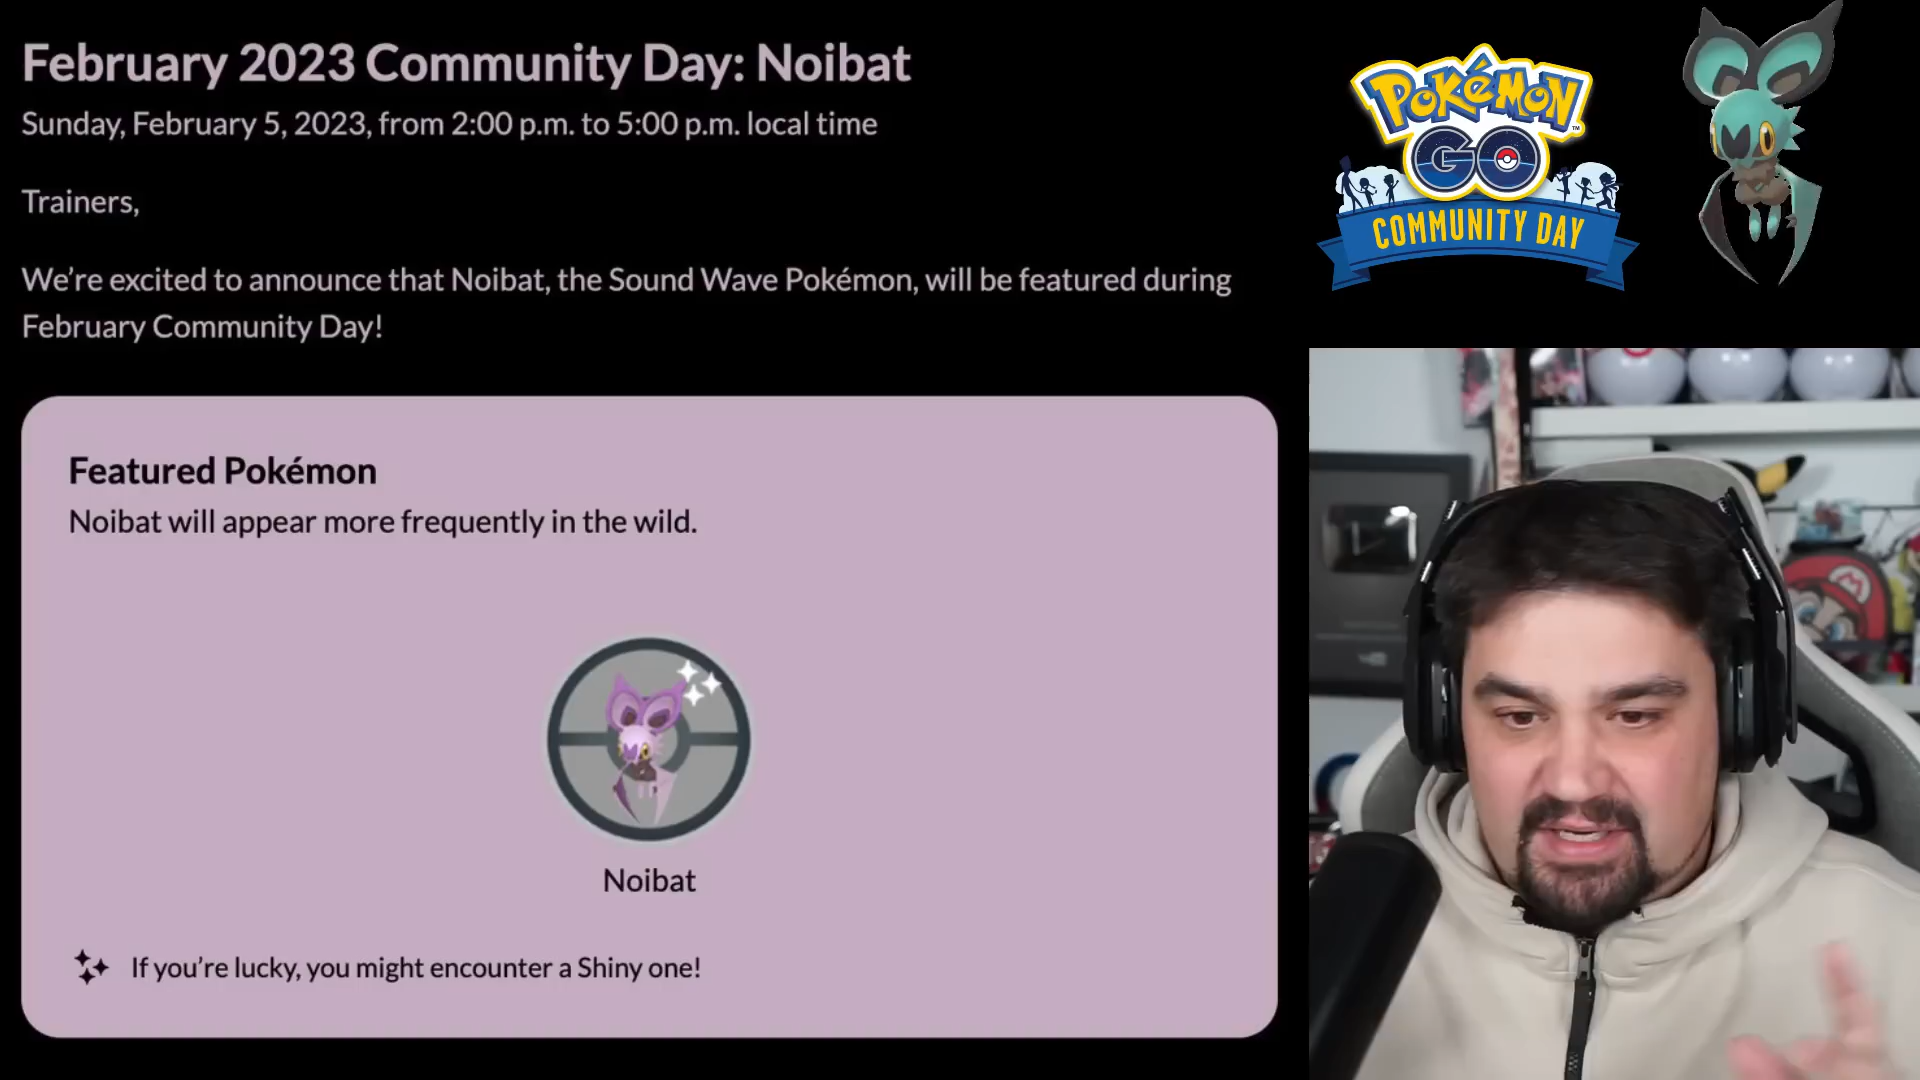 February 2023 Community Day: Noibat
Sunday, February 5, 2023, from 2:00 p.m. to 5:00 p.m. local time
Trainers,
We’re excited to announce that Noibat, the Sound Wave Pokémon, will be featured during
February Community Day!
Featured Pokémon
Noibat will appear more frequently in the wild.
Noibat
If you’re lucky, you might encounter a Shiny one!
POKéMON
GO
COMMUNITY DAY
TM
M